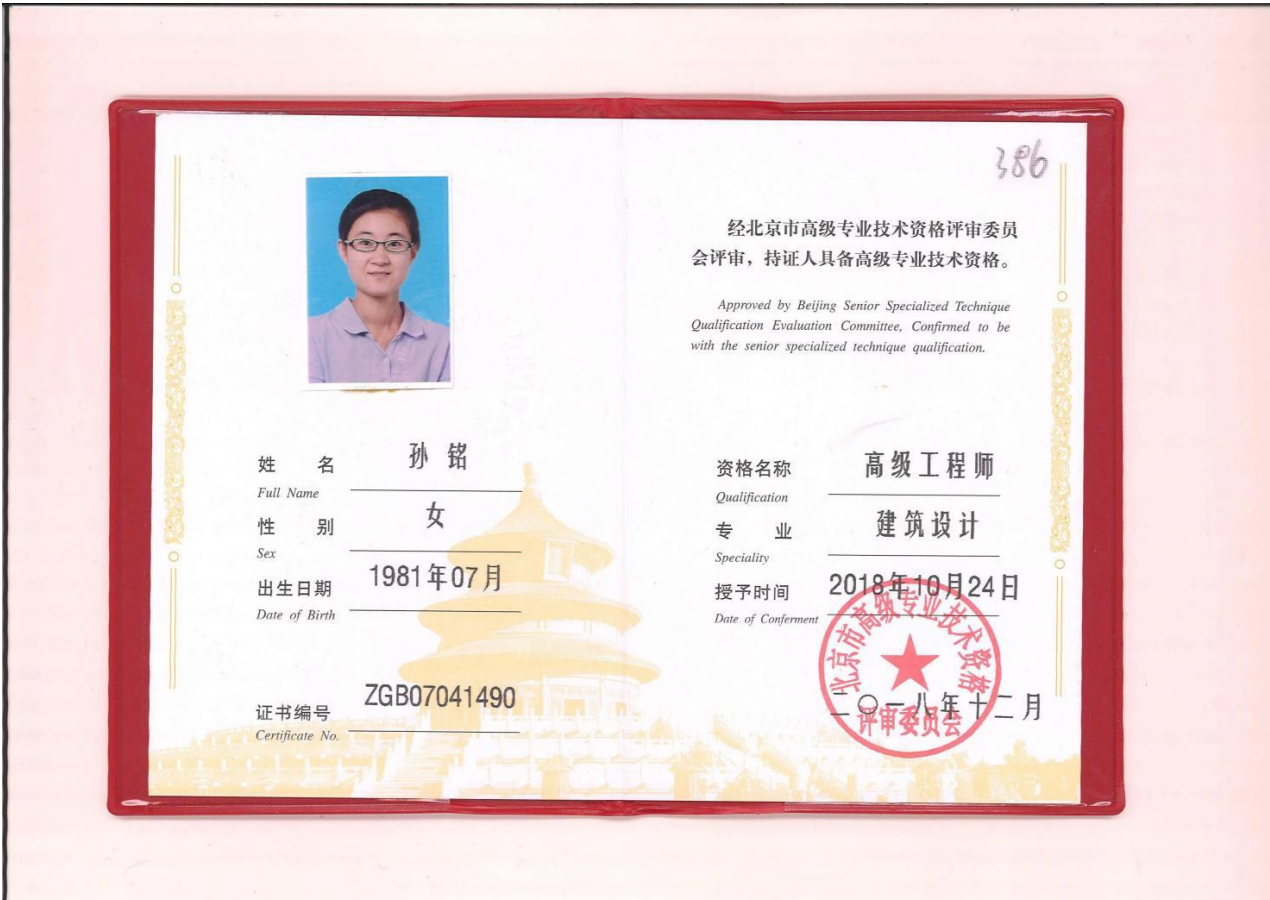 姓名 孙铭
Full Name
性别 女
Sex
出生日期 1981年07月
Date of Birth
证书编号 ZGB07041490
Certificate No.
386
经北京市高级专业技术资格评审委员
会评审，持证人具备高级专业技术资格。
Approved by Beijing Senior Specialized Technique
Qualification Evaluation Committee, Confirmed to be
with the senior specialized technique qualification.
资格名称 高级工程师
Qualification
专业 建筑设计
Speciality
授予时间 2018年10月24日
Date of Conferment
北京市高级专业技术资格
评审委员会
二〇一八年十二月